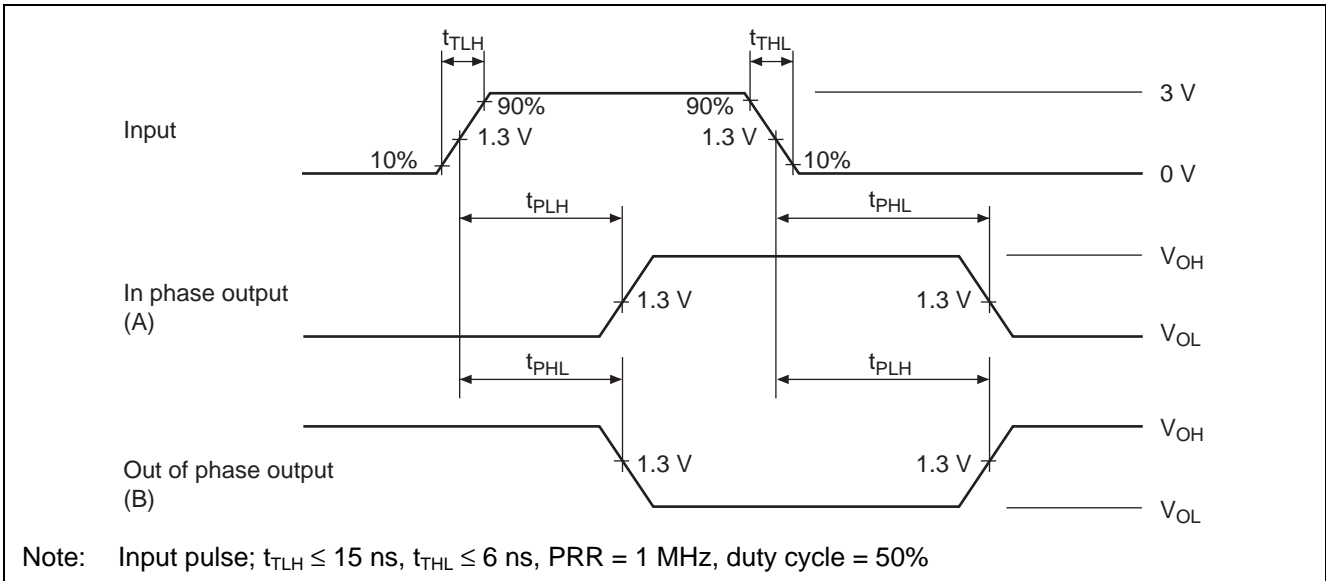 tTLH tTHL
90% 90% 3 V
Input 1.3 V 1.3 V
10% 10% 0 V
tPLH tPHL
VOH
In phase output
(A) 1.3 V 1.3 V
VOL
tPHL tPLH
VOH
Out of phase output
(B) 1.3 V 1.3 V
VOL
Note: Input pulse; tTLH ≤ 15 ns, tTHL ≤ 6 ns, PRR = 1 MHz, duty cycle = 50%